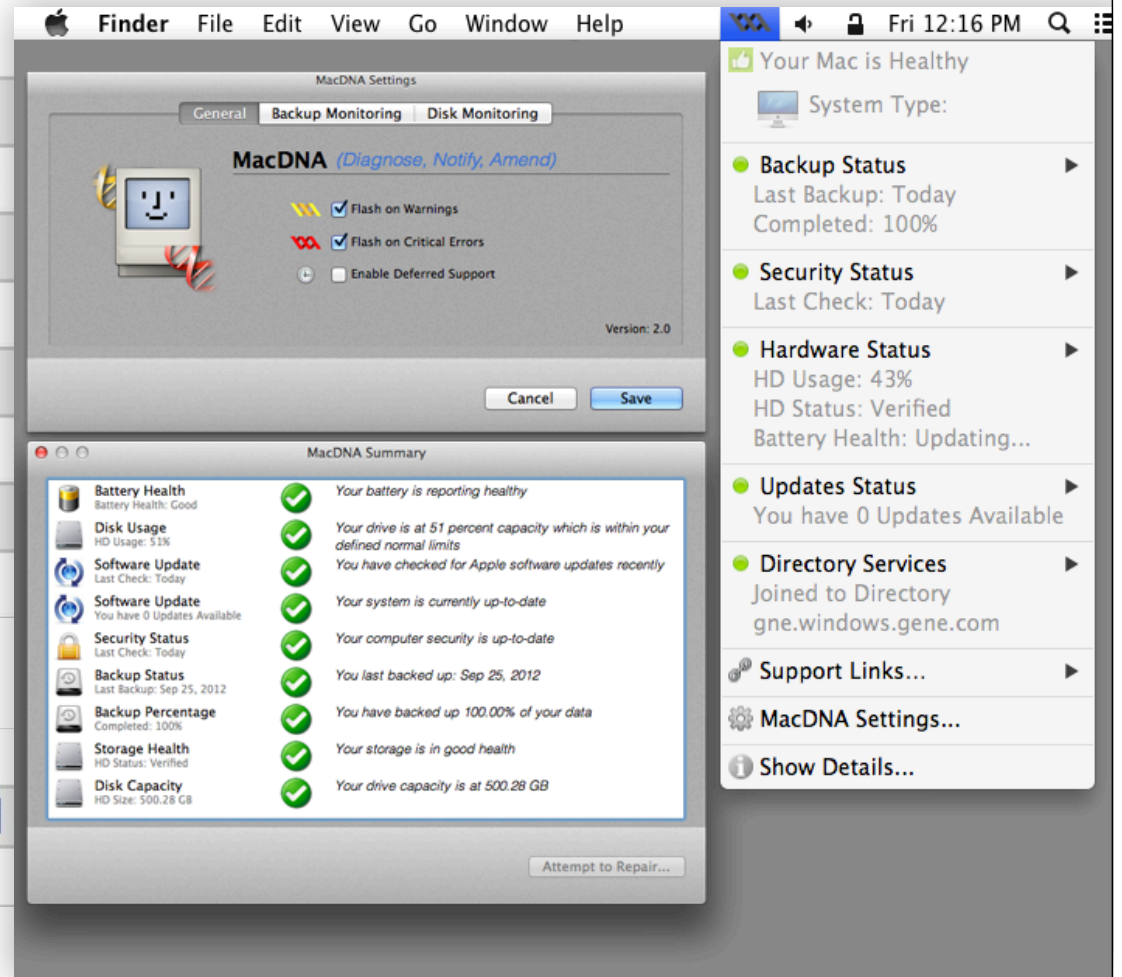 Finder File Edit View Go Window Help
Fri 12:16 PM
MacDNA Settings
General Backup Monitoring Disk Monitoring
MacDNA (Diagnose, Notify, Amend)
Flash on Warnings
Flash on Critical Errors
Enable Deferred Support
Version: 2.0
Cancel Save
MacDNA Summary
Battery Health
Battery Health: Good
Your battery is reporting healthy
Disk Usage
HD Usage: 51%
Your drive is at 51 percent capacity which is within your
defined normal limits
Software Update
Last Check: Today
You have checked for Apple software updates recently
Software Update
You have 0 Updates Available
Your system is currently up-to-date
Security Status
Last Check: Today
Your computer security is up-to-date
Backup Status
Last Backup: Sep 25, 2012
You last backed up: Sep 25, 2012
Backup Percentage
Completed: 100%
You have backed up 100.00% of your data
Storage Health
HD Status: Verified
Your storage is in good health
Disk Capacity
HD Size: 500.28 GB
Your drive capacity is at 500.28 GB
Attempt to Repair...
Your Mac is Healthy
System Type:
Backup Status
Last Backup: Today
Completed: 100%
Security Status
Last Check: Today
Hardware Status
HD Usage: 43%
HD Status: Verified
Battery Health: Updating...
Updates Status
You have 0 Updates Available
Directory Services
Joined to Directory
gne.windows.gene.com
Support Links...
MacDNA Settings...
Show Details...